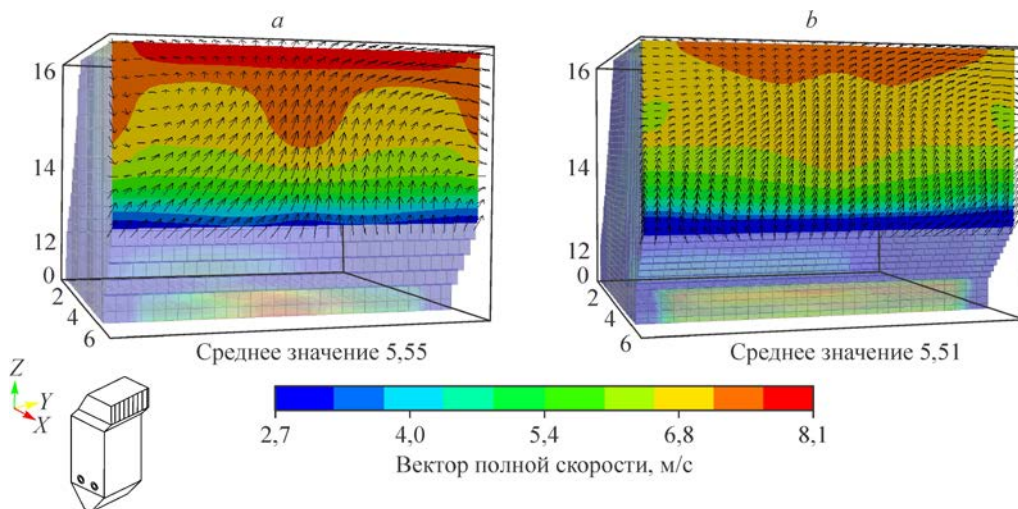 a
b
16
14
12
0
2
4
6
16
14
12
0
2
4
6
Среднее значение 5,55
Среднее значение 5,51
Z
Y
X
2,7 4,0 5,4 6,8 8,1
Вектор полной скорости, м/с